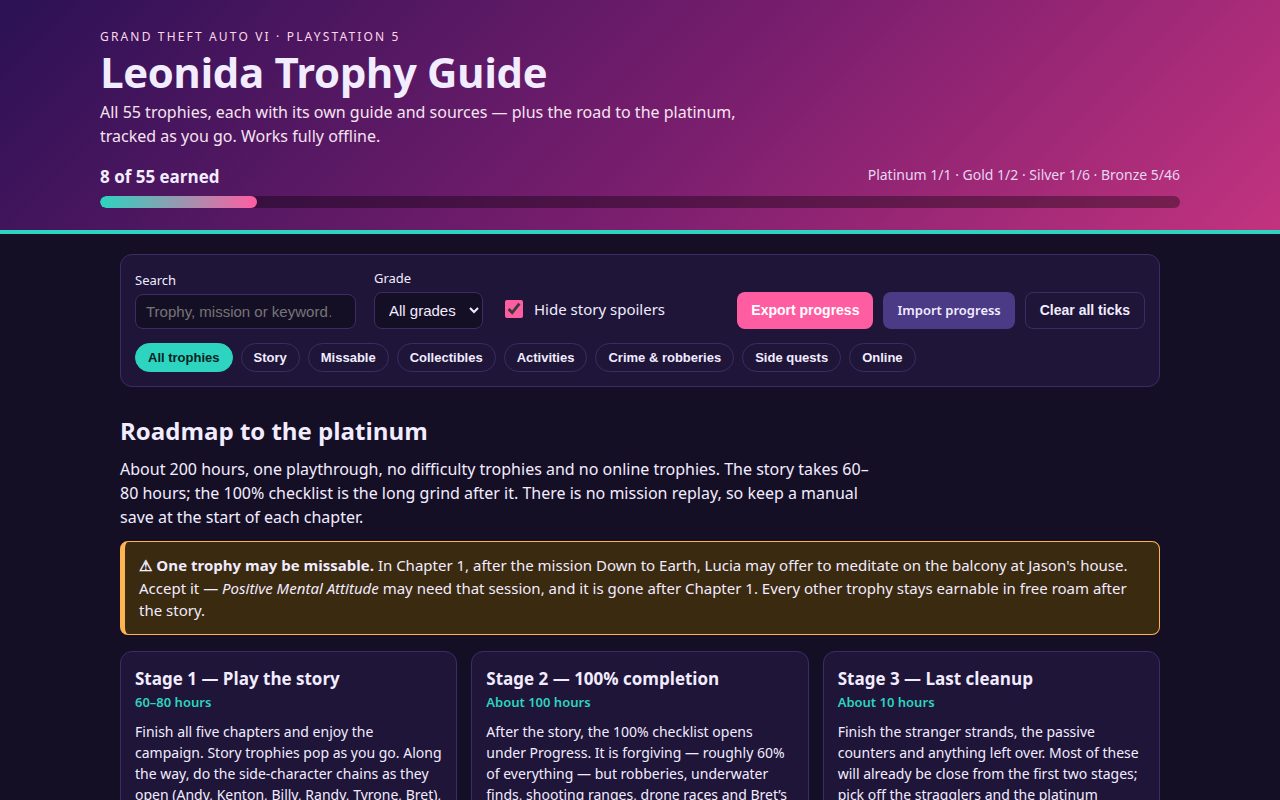 GRAND THEFT AUTO VI · PLAYSTATION 5
Leonida Trophy Guide
All 55 trophies, each with its own guide and sources — plus the road to the platinum,
tracked as you go. Works fully offline.
8 of 55 earned
Platinum 1/1 · Gold 1/2 · Silver 1/6 · Bronze 5/46
Search
Grade
Trophy, mission or keyword.
All grades
Hide story spoilers
Export progress
Import progress
Clear all ticks
All trophies
Story
Missable
Collectibles
Activities
Crime & robberies
Side quests
Online
Roadmap to the platinum
About 200 hours, one playthrough, no difficulty trophies and no online trophies. The story takes 60–
80 hours; the 100% checklist is the long grind after it. There is no mission replay, so keep a manual
save at the start of each chapter.
⚠ One trophy may be missable. In Chapter 1, after the mission Down to Earth, Lucia may offer to meditate on the balcony at Jason's house.
Accept it — Positive Mental Attitude may need that session, and it is gone after Chapter 1. Every other trophy stays earnable in free roam after
the story.
Stage 1 — Play the story
60–80 hours
Finish all five chapters and enjoy the
campaign. Story trophies pop as you go. Along
the way, do the side-character chains as they
open (Andy, Kenton, Billy, Randy, Tyrone, Bret),
Stage 2 — 100% completion
About 100 hours
After the story, the 100% checklist opens
under Progress. It is forgiving — roughly 60%
of everything — but robberies, underwater
finds, shooting ranges, drone races and Bret's
Stage 3 — Last cleanup
About 10 hours
Finish the stranger strands, the passive
counters and anything left over. Most of these
will already be close from the first two stages;
pick off the stragglers and the platinum